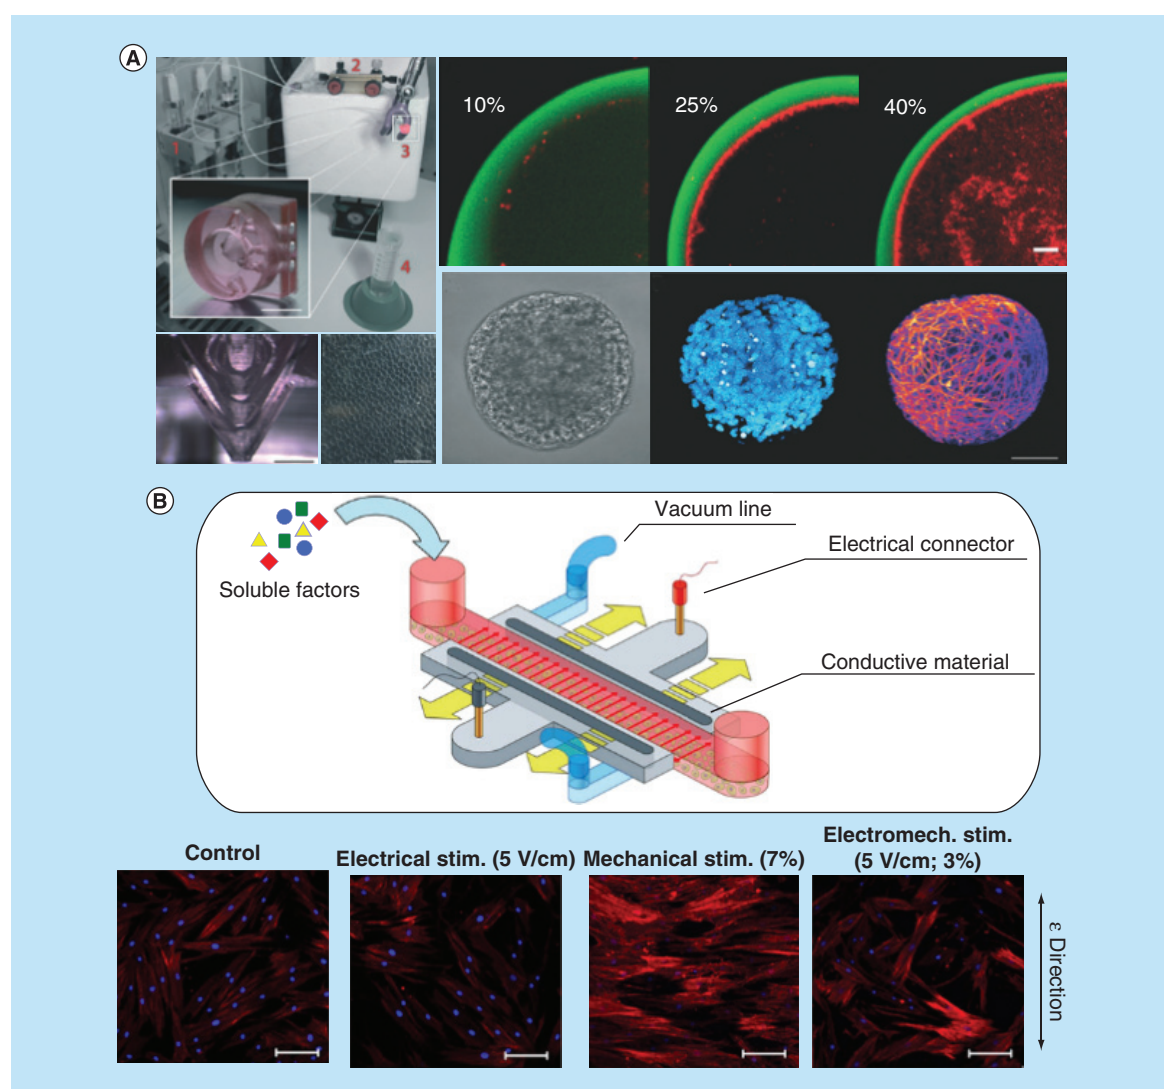 A
1
2
3
4
10%
25%
40%
B
Soluble factors
Vacuum line
Electrical connector
Conductive material
Control
Electrical stim. (5 V/cm)
Mechanical stim. (7%)
Electromech. stim.
(5 V/cm; 3%)
ε Direction